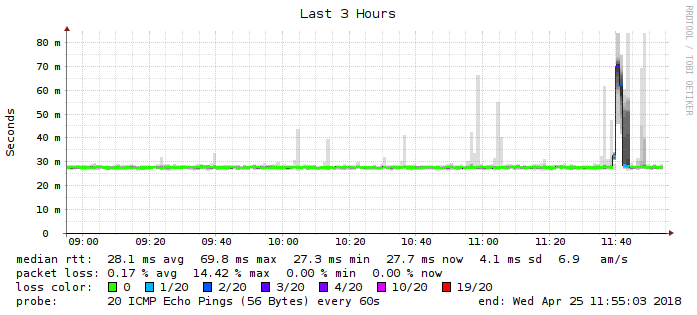 Last 3 Hours
RRDTOOL / TOBI OETIKER
Seconds
80 m
70 m
60 m
50 m
40 m
30 m
20 m
10 m
0
09:00 09:20 09:40 10:00 10:20 10:40 11:00 11:20 11:40
median rtt: 28.1 ms avg 69.8 ms max 27.3 ms min 27.7 ms now 4.1 ms sd 6.9 am/s
packet loss: 0.17 % avg 14.42 % max 0.00 % min 0.00 % now
loss color: 0 1/20 2/20 3/20 4/20 10/20 19/20
probe: 20 ICMP Echo Pings (56 Bytes) every 60s end: Wed Apr 25 11:55:03 2018